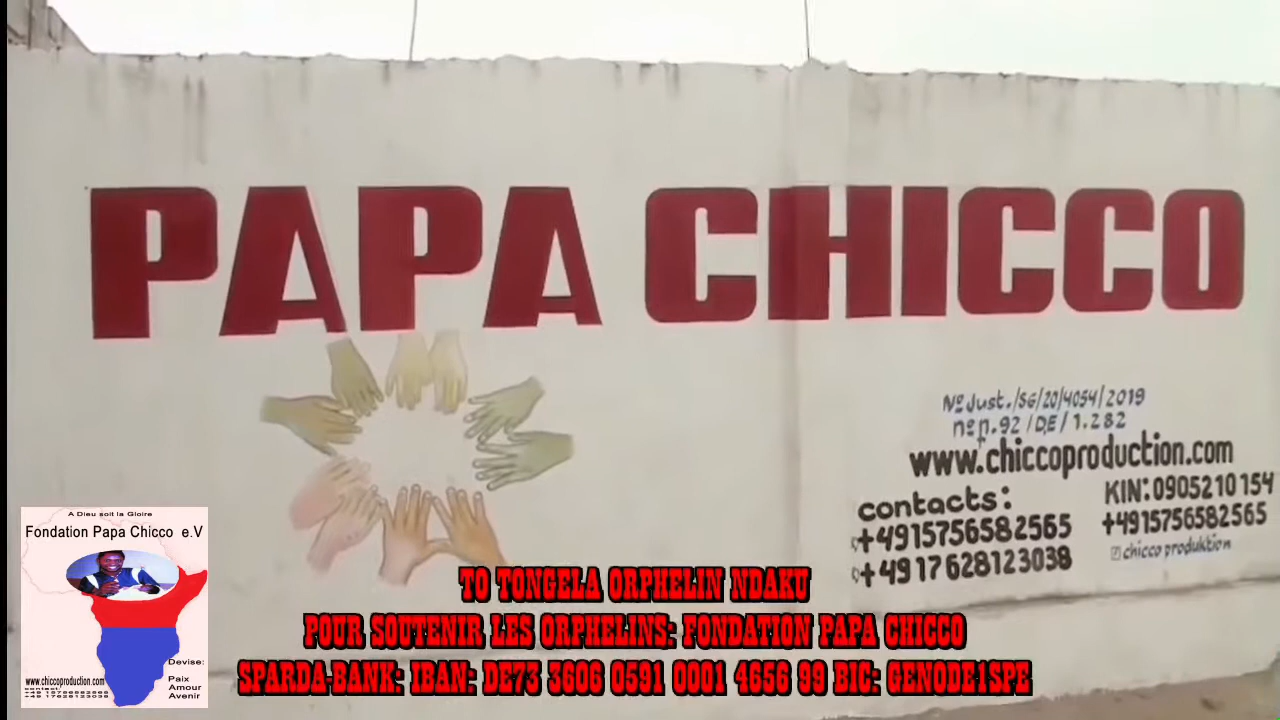 PAPA CHICCO
Nº Just./SG/20/4054/2019
nº n.92/DE/1.282
www.chiccoproduction.com
contacts:
+4915756582565
+4917628123038
KIN: 0905210154
+4915756582565
chicco produktion
A Dieu soit la Gloire
Fondation Papa Chicco e.V
Devise:
Paix
Amour
Avenir
www.chiccoproduction.com
TO TONGELA ORPHELIN NDAKU
POUR SOUTENIR LES ORPHELINS: FONDATION PAPA CHICCO
SPARDA-BANK: IBAN: DE73 3606 0591 0001 4656 99 BIC: GENODE1SPE